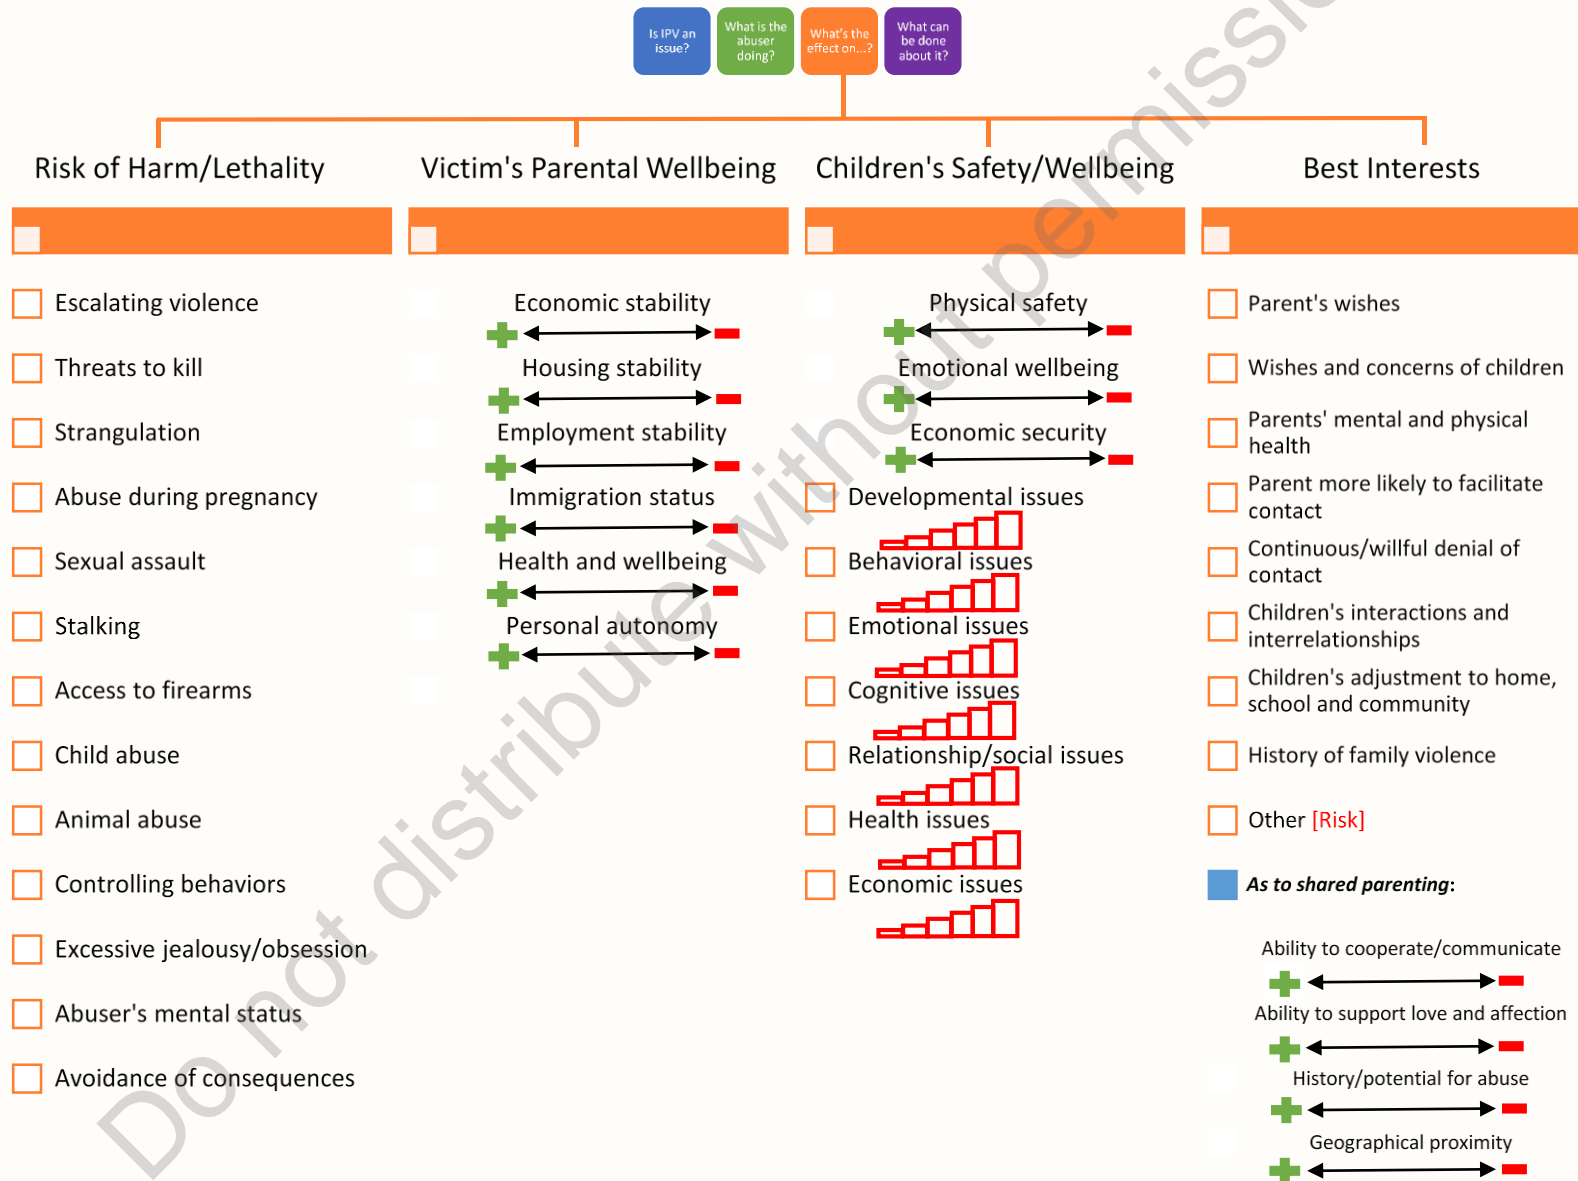 Is IPV an
issue?
What is the
abuser
doing?
What's the
effect on...?
What can
be done
about it?
Risk of Harm/Lethality
Escalating violence
Threats to kill
Strangulation
Abuse during pregnancy
Sexual assault
Stalking
Access to firearms
Child abuse
Animal abuse
Controlling behaviors
Excessive jealousy/obsession
Abuser's mental status
Avoidance of consequences
Victim's Parental Wellbeing
Economic stability
Housing stability
Employment stability
Immigration status
Health and wellbeing
Personal autonomy
Children's Safety/Wellbeing
Physical safety
Emotional wellbeing
Economic security
Developmental issues
Behavioral issues
Emotional issues
Cognitive issues
Relationship/social issues
Health issues
Economic issues
Best Interests
Parent's wishes
Wishes and concerns of children
Parents' mental and physical
health
Parent more likely to facilitate
contact
Continuous/willful denial of
contact
Children's interactions and
interrelationships
Children's adjustment to home,
school and community
History of family violence
Other [Risk]
As to shared parenting:
Ability to cooperate/communicate
Ability to support love and affection
History/potential for abuse
Geographical proximity
Do not distribute without permissi